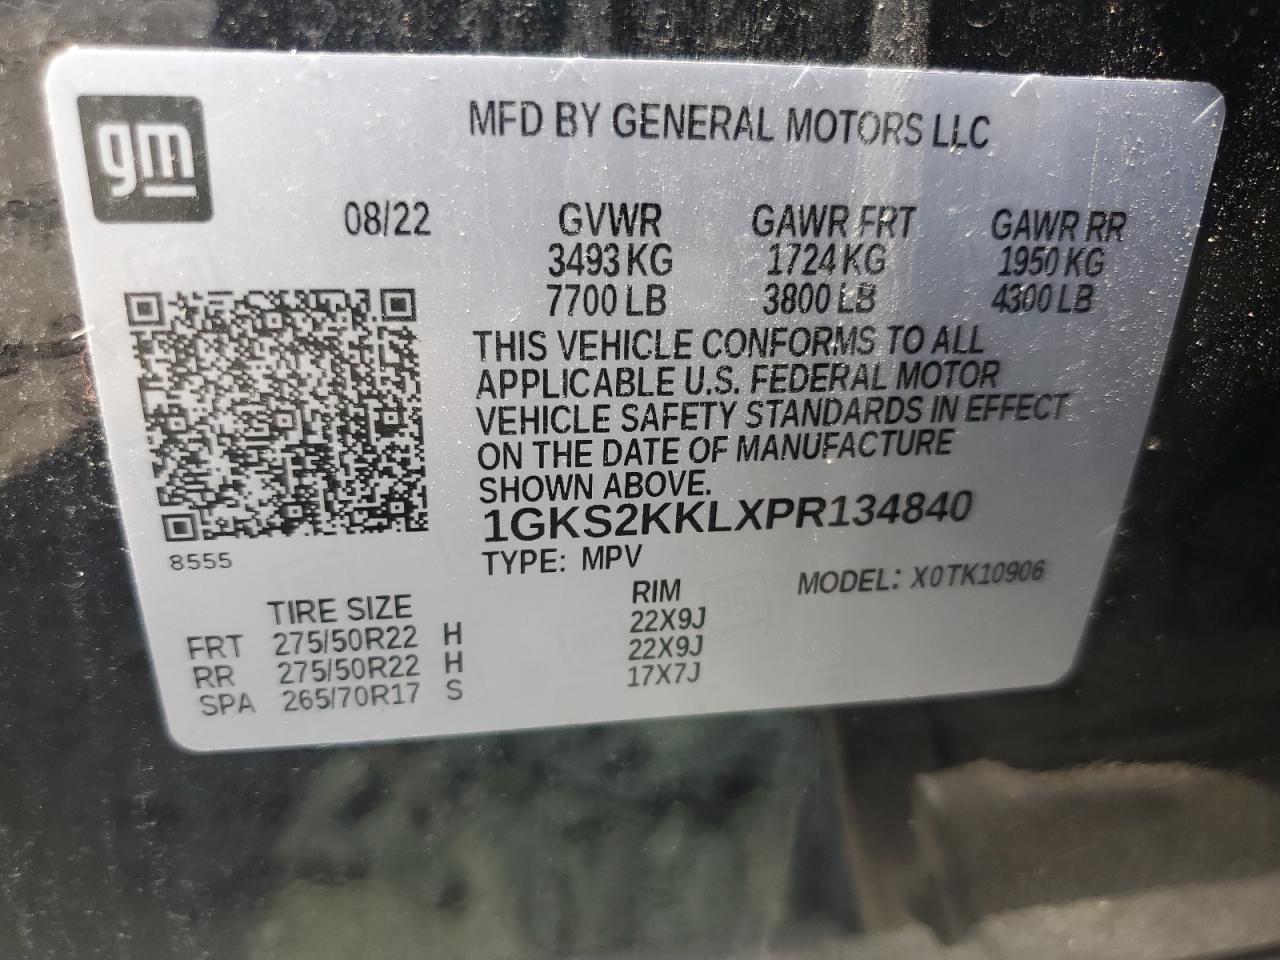 gm
MFD BY GENERAL MOTORS LLC
08/22 GVWR GAWR FRT GAWR RR
3493 KG 1724 KG 1950 KG
7700 LB 3800 LB 4300 LB
THIS VEHICLE CONFORMS TO ALL
APPLICABLE U.S. FEDERAL MOTOR
VEHICLE SAFETY STANDARDS IN EFFECT
ON THE DATE OF MANUFACTURE
SHOWN ABOVE.
1GKS2KKLXPR134840
8555
TYPE: MPV MODEL: X0TK10906
TIRE SIZE RIM
FRT 275/50R22 H 22X9J
RR 275/50R22 H 22X9J
SPA 265/70R17 S 17X7J